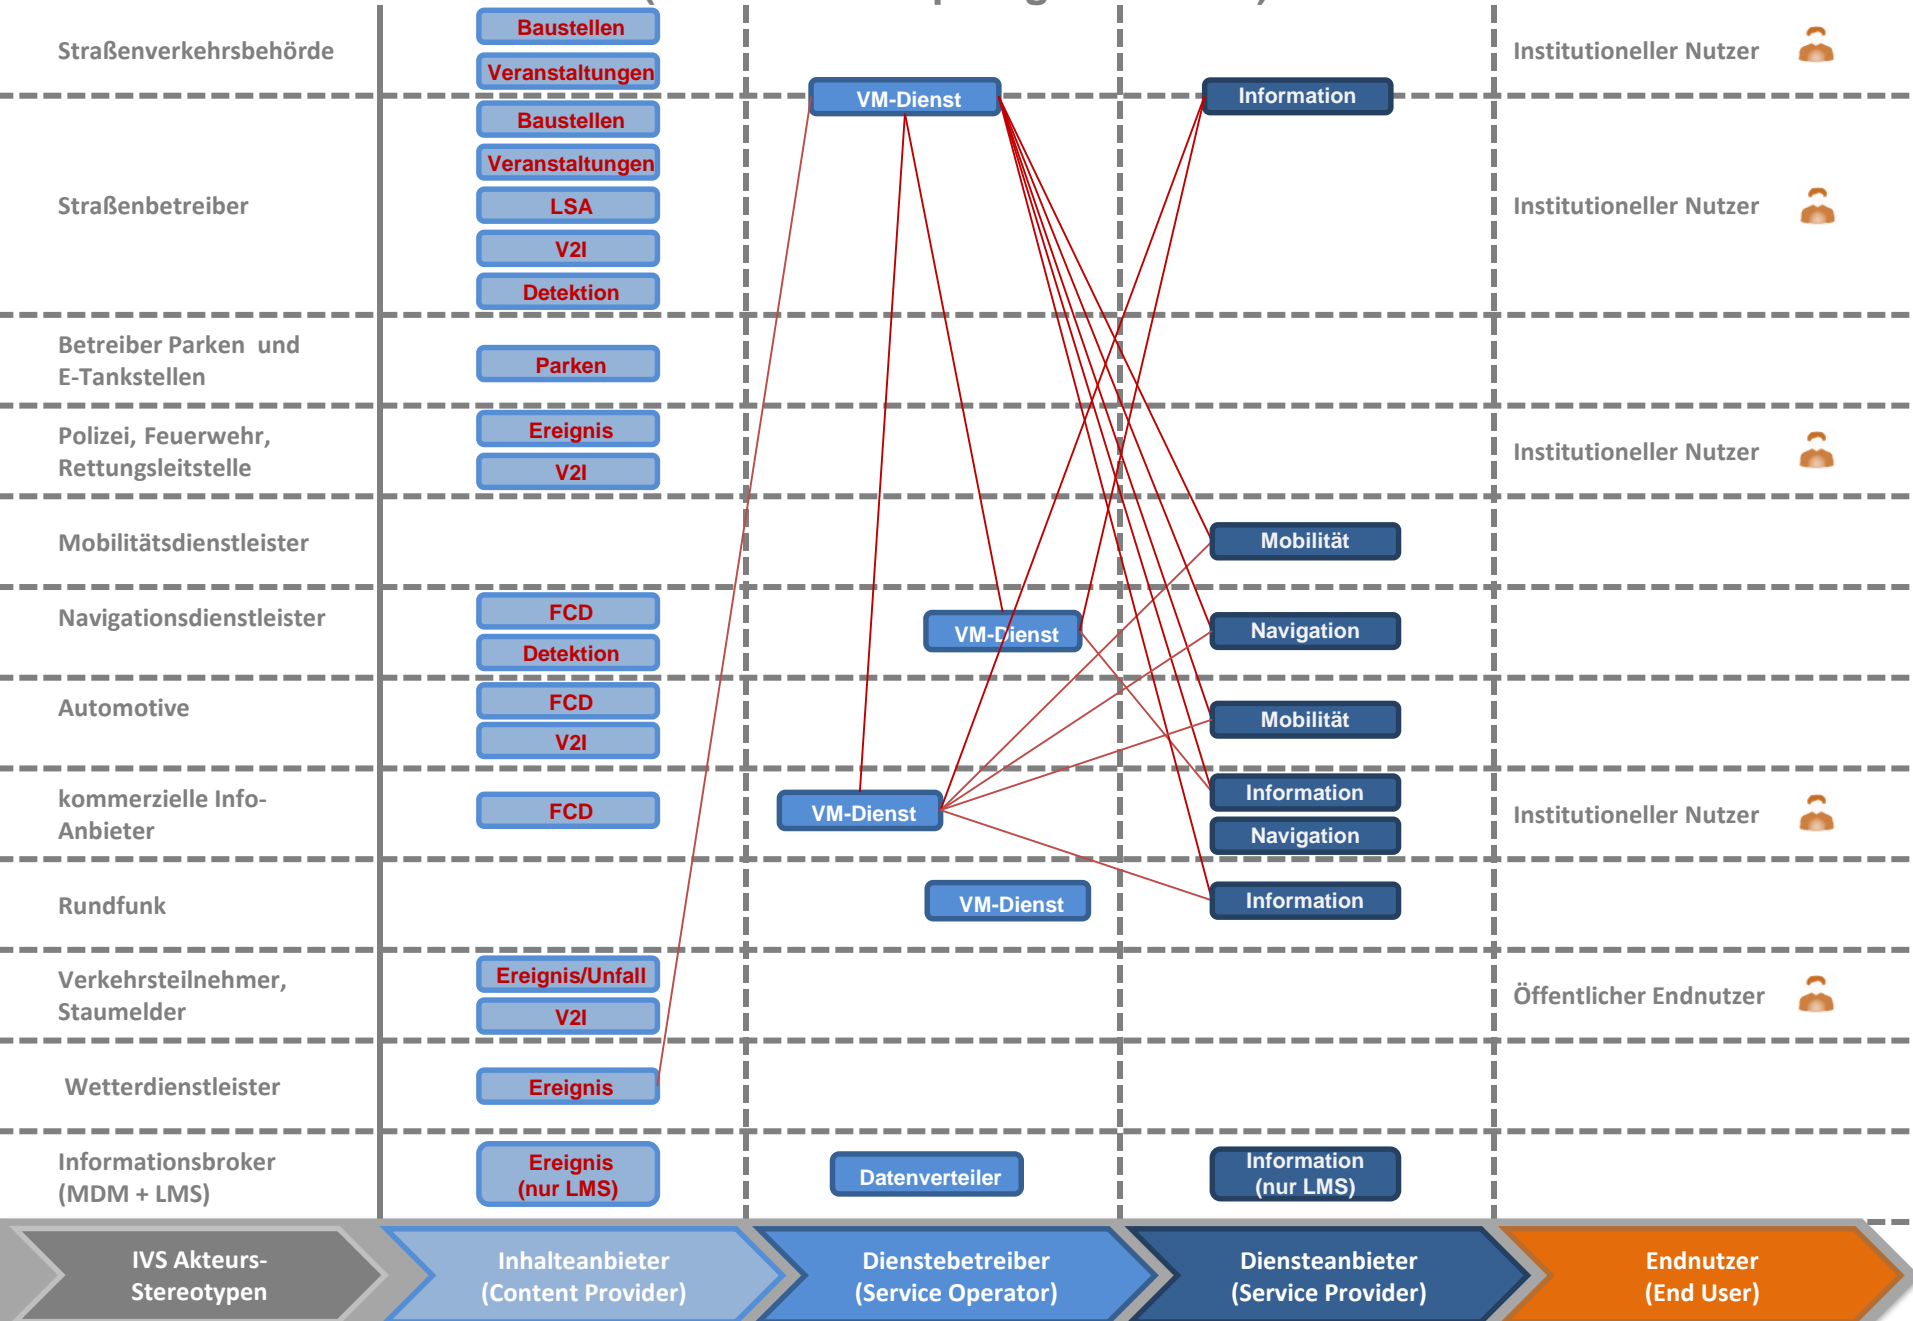 Baustellen
Straßenverkehrsbehörde
Institutioneller Nutzer
Veranstaltungen
VM-Dienst
Information
Baustellen
Veranstaltungen
Straßenbetreiber
LSA
Institutioneller Nutzer
V2I
Detektion
Betreiber Parken und
E-Tankstellen
Parken
Polizei, Feuerwehr,
Rettungsleitstelle
Ereignis
V2I
Institutioneller Nutzer
Mobilitätsdienstleister
Mobilität
Navigationsdienstleister
FCD
Detektion
VM-Dienst
Navigation
Automotive
FCD
V2I
Mobilität
kommerzielle Info-
Anbieter
FCD
VM-Dienst
Information
Navigation
Institutioneller Nutzer
Rundfunk
VM-Dienst
Information
Verkehrsteilnehmer,
Staumelder
Ereignis/Unfall
V2I
Öffentlicher Endnutzer
Wetterdienstleister
Ereignis
Informationsbroker
(MDM + LMS)
Ereignis
(nur LMS)
Datenverteiler
Information
(nur LMS)
IVS Akteurs-
Stereotypen
Inhalteanbieter
(Content Provider)
Dienstebetreiber
(Service Operator)
Diensteanbieter
(Service Provider)
Endnutzer
(End User)